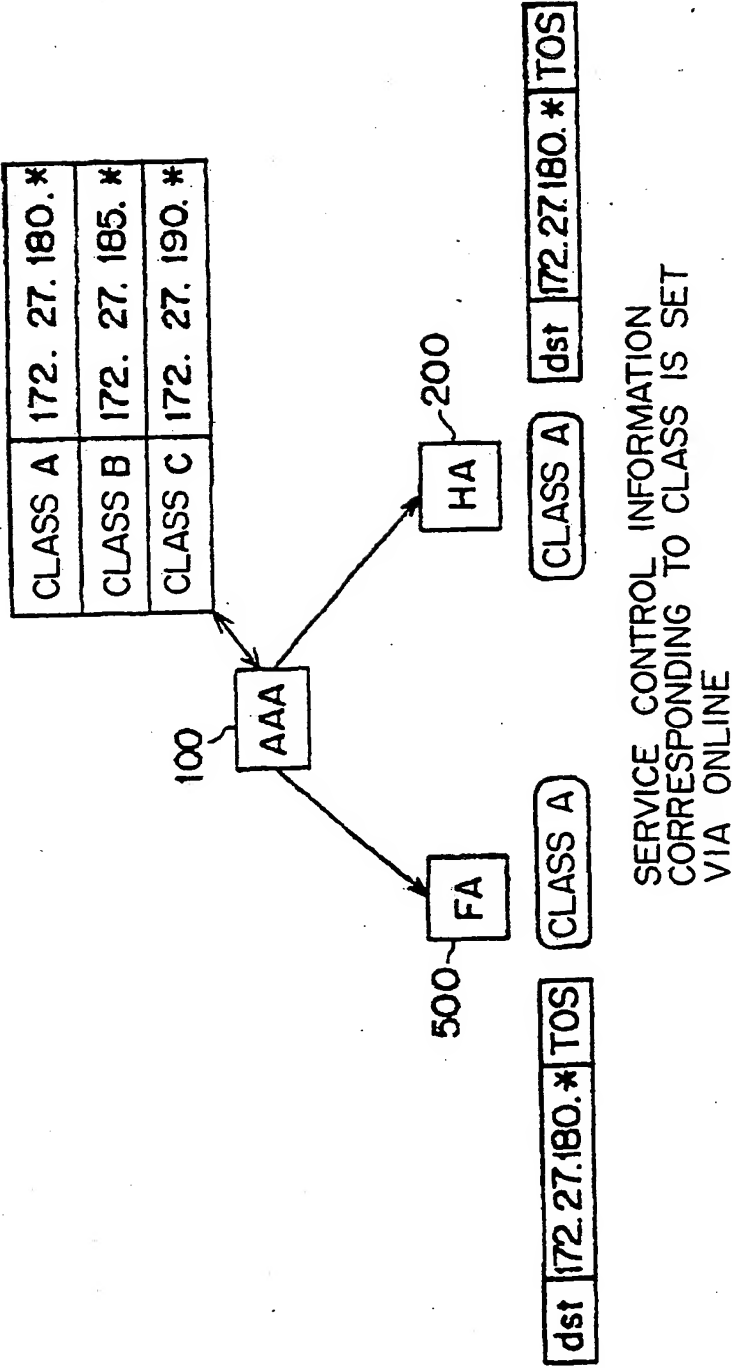 CLASS A 172. 27. 180. *
CLASS B 172. 27. 185. *
CLASS C 172. 27. 190. *
100
AAA
500
FA
200
HA
CLASS A
CLASS A
dst 172. 27.180. * TOS
dst 172. 27.180. * TOS
SERVICE CONTROL INFORMATION
CORRESPONDING TO CLASS IS SET
VIA ONLINE